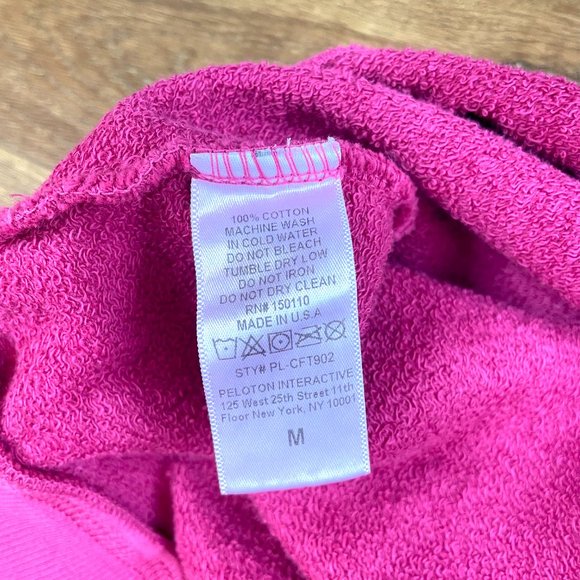 100% COTTON
MACHINE WASH
IN COLD WATER
DO NOT BLEACH
TUMBLE DRY LOW
DO NOT IRON
DO NOT DRY CLEAN
RN# 150110
MADE IN U.S.A
STY# PL-CFT902
PELOTON INTERACTIVE
125 West 25th Street 11th
Floor New York, NY 10001
M